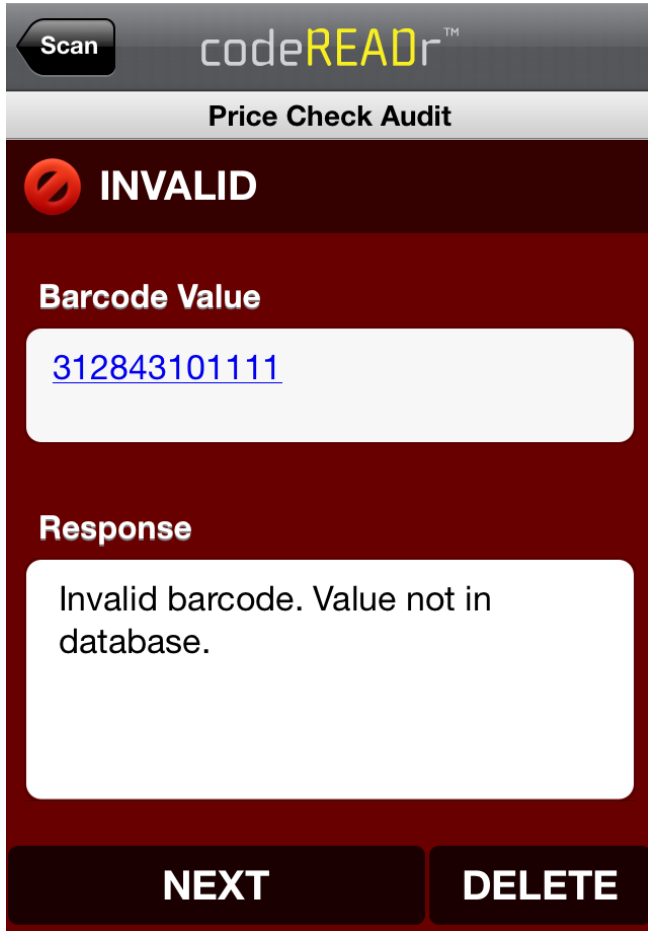 Scan
codeREADr™
Price Check Audit
INVALID
Barcode Value
312843101111
Response
Invalid barcode. Value not in
database.
NEXT
DELETE